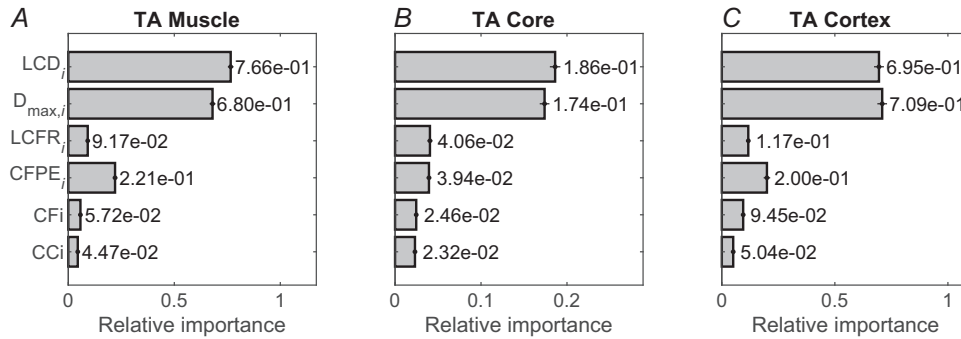 A TA Muscle
LCDi
Dmax,i
LCFRi
CFPEi
CFi
CCi
7.66e-01
6.80e-01
9.17e-02
2.21e-01
5.72e-02
4.47e-02
0 0.5 1
Relative importance
B TA Core
1.86e-01
1.74e-01
4.06e-02
3.94e-02
2.46e-02
2.32e-02
0 0.1 0.2
Relative importance
C TA Cortex
6.95e-01
7.09e-01
1.17e-01
2.00e-01
9.45e-02
5.04e-02
0 0.5 1
Relative importance